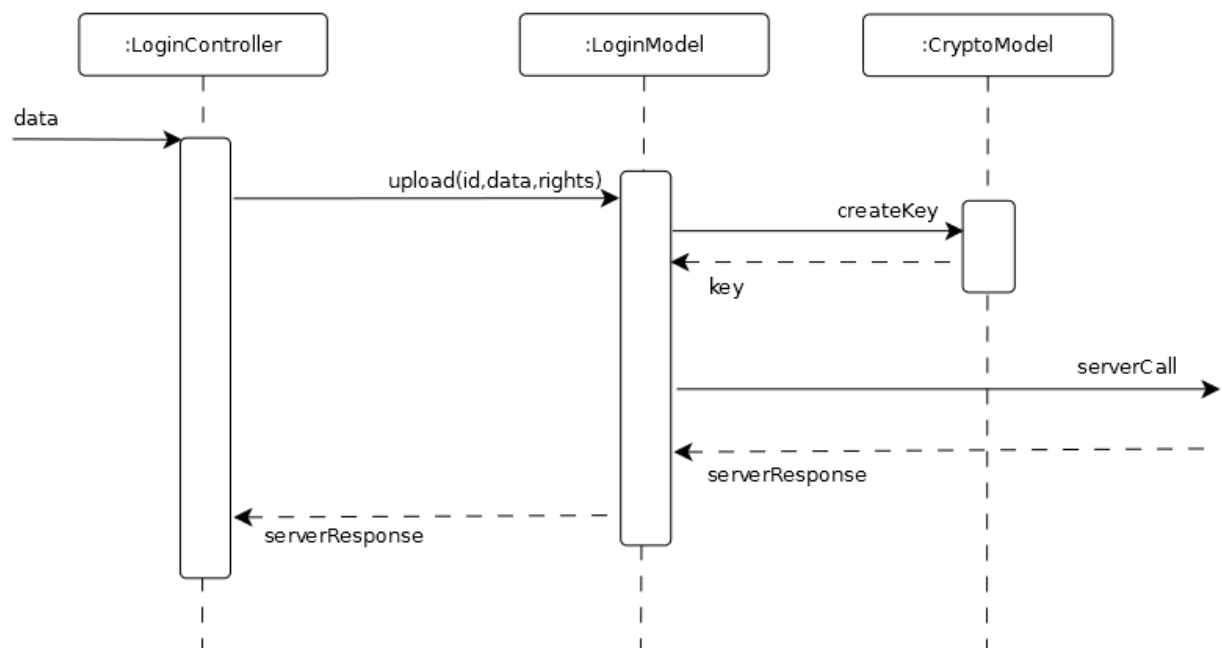 :LoginController
:LoginModel
:CryptoModel
data
upload(id,data,rights)
createKey
key
serverCall
serverResponse
serverResponse